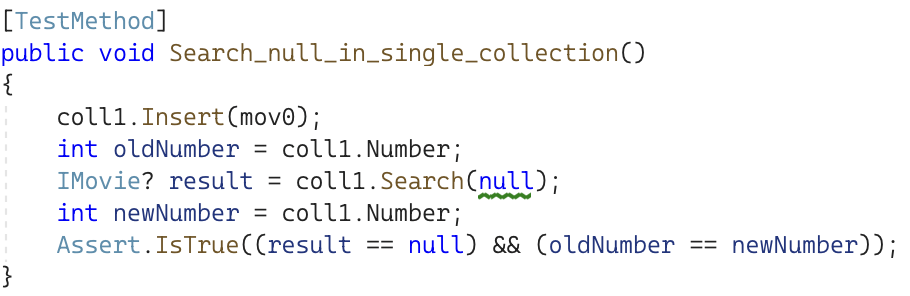 [TestMethod]
public void Search_null_in_single_collection()
{
    coll1.Insert(mov0);
    int oldNumber = coll1.Number;
    IMovie? result = coll1.Search(null);
    int newNumber = coll1.Number;
    Assert.IsTrue((result == null) && (oldNumber == newNumber));
}